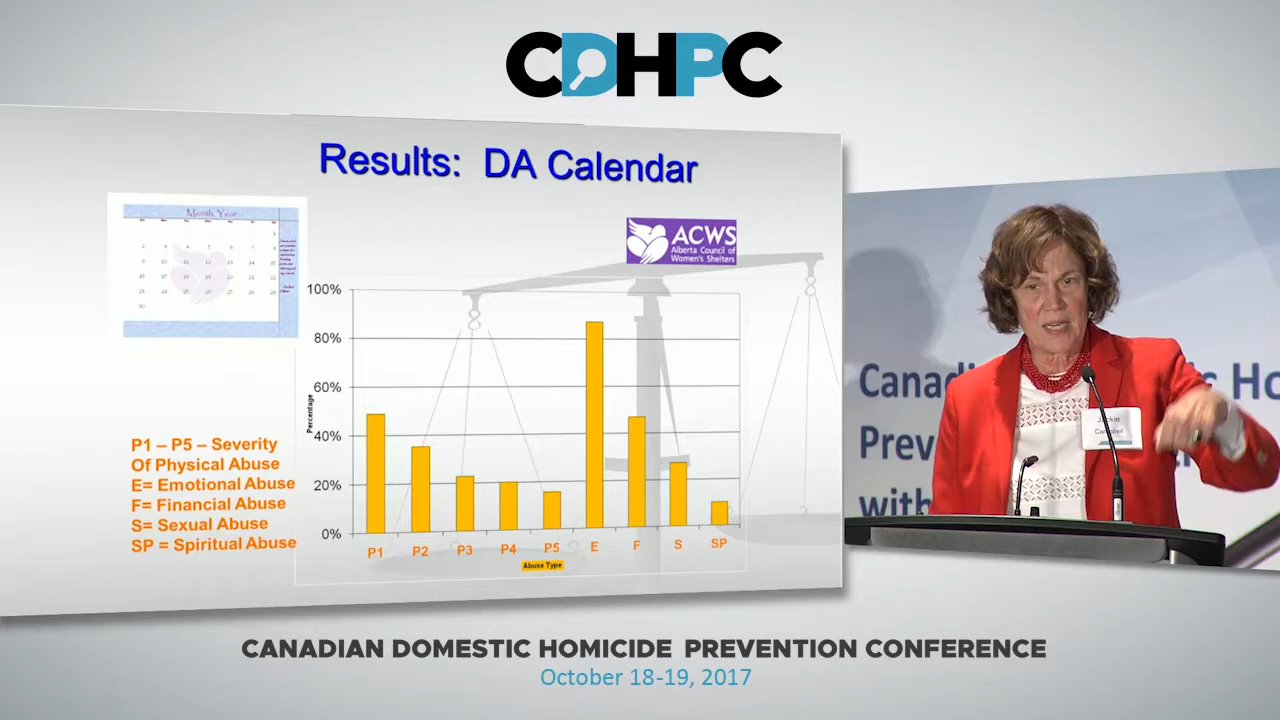 CDHPC
Results: DA Calendar
Month Year
ACWS
Alberta Council of
Women's Shelters
100%
80%
60%
40%
20%
0%
Percentage
P1 P2 P3 P4 P5 E F S SP
Abuse Type
P1 – P5 – Severity
Of Physical Abuse
E= Emotional Abuse
F= Financial Abuse
S= Sexual Abuse
SP = Spiritual Abuse
Jackie
Campbell
CANADIAN DOMESTIC HOMICIDE PREVENTION CONFERENCE
October 18-19, 2017